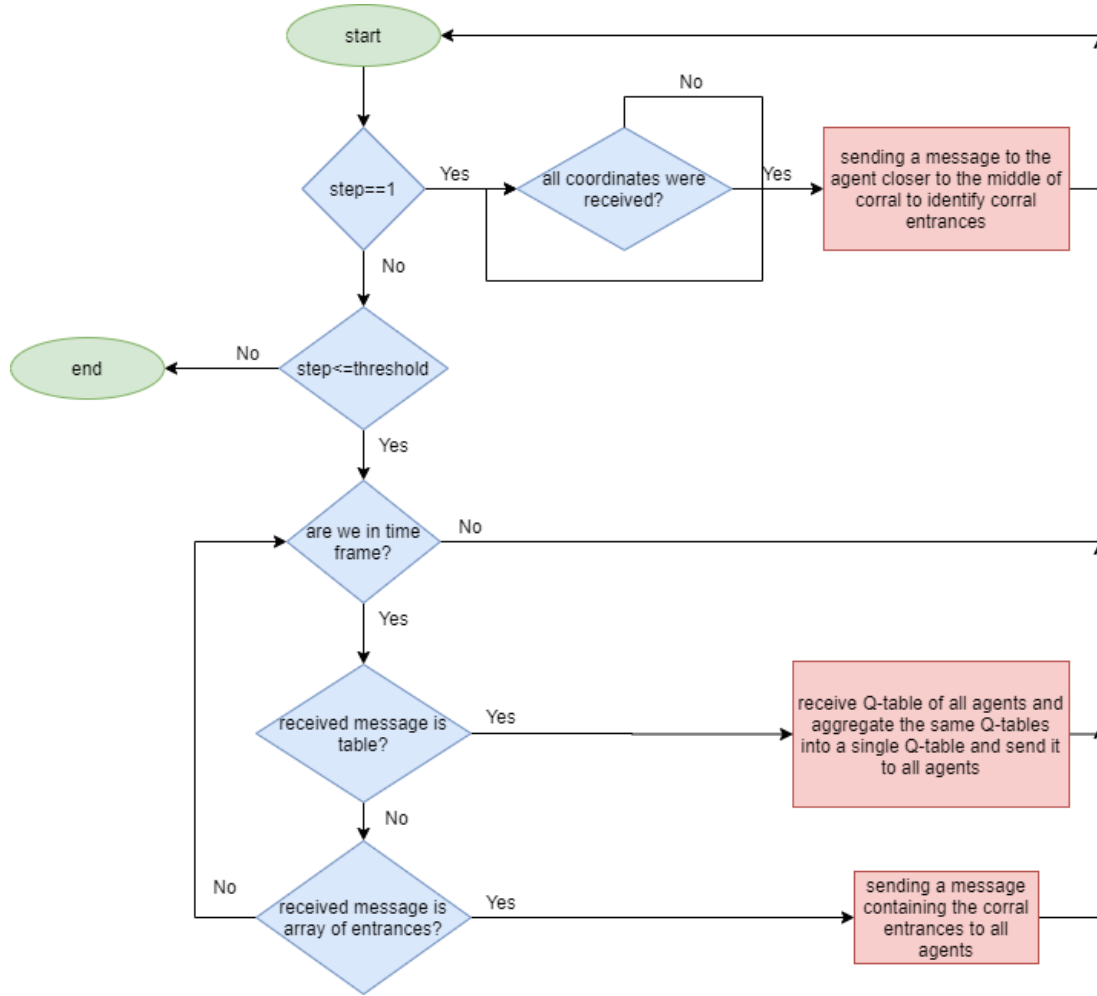 start
No
step==1
Yes
all coordinates were
received?
Yes
sending a message to the
agent closer to the middle of
corral to identify corral
entrances
No
end
No
step<=threshold
Yes
are we in time
frame?
No
Yes
received message is
table?
Yes
receive Q-table of all agents and
aggregate the same Q-tables
into a single Q-table and send it
to all agents
No
No
received message is
array of entrances?
Yes
sending a message
containing the corral
entrances to all
agents